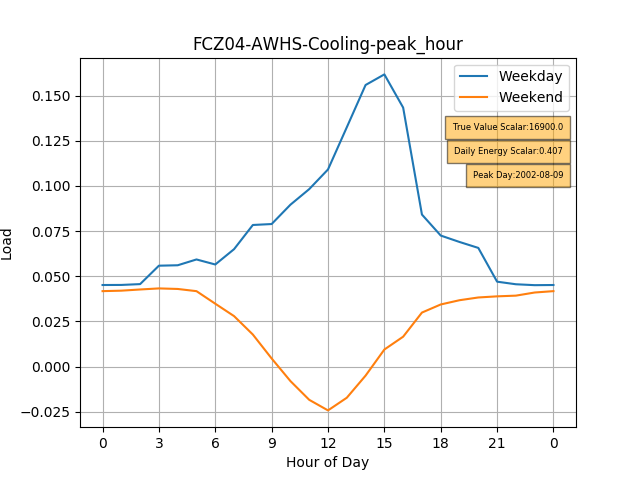 FCZ04-AWHS-Cooling-peak_hour
Weekday
Weekend
True Value Scalar:16900.0
Daily Energy Scalar:0.407
Peak Day:2002-08-09
Load
0.150
0.125
0.100
0.075
0.050
0.025
0.000
−0.025
0 3 6 9 12 15 18 21 0
Hour of Day